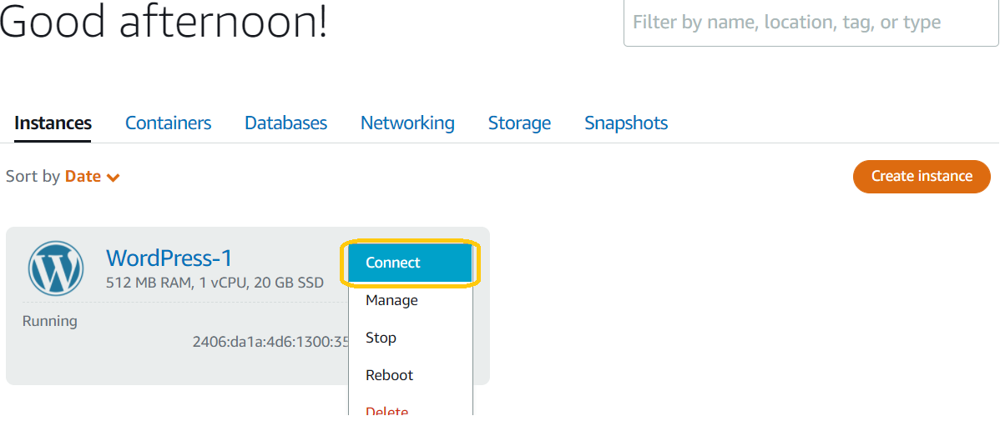 Good afternoon!
Filter by name, location, tag, or type
Instances Containers Databases Networking Storage Snapshots
Sort by Date
Create instance
WordPress-1
512 MB RAM, 1 vCPU, 20 GB SSD
Running
2406:da1a:4d6:1300:35
Connect
Manage
Stop
Reboot
Delete